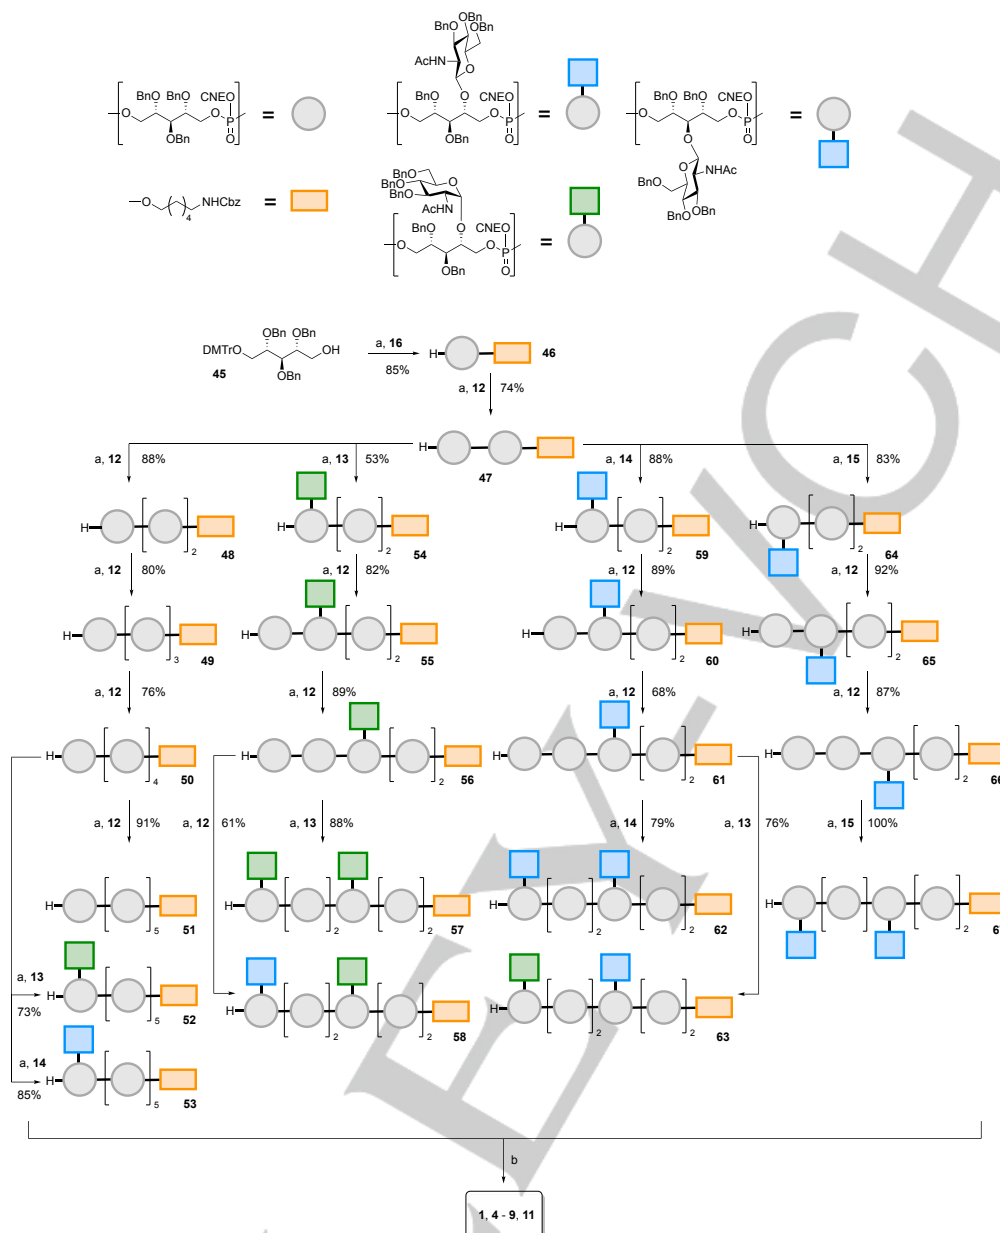 OBn
BnO
OBn
AcHN
O
O
BnO BnO CNEO
O O P
OBn O
=
BnO CNEO
O O P
OBn O
=
BnO BnO CNEO
O O P
O O
=
O
NHAc
BnO
BnO OBn
O NHCbz
4
=
BnO
BnO O
BnO
AcHN
O
BnO CNEO
O O P
OBn O
=
OBn OBn
DMTrO OH
OBn
45
a, 16
85%
H
46
a, 12 74%
H
47
a, 12 88%
a, 13 53%
a, 14 88%
a, 15 83%
H 2 48
H 2 54
H 2 59
H 2 64
a, 12 80%
a, 12 82%
a, 12 89%
a, 12 92%
H 3 49
H 2 55
H 2 60
H 2 65
a, 12 76%
a, 12 89%
a, 12 68%
a, 12 87%
H 4 50
H 2 56
H 2 61
H 2 66
a, 12 91%
a, 12 61%
a, 13 88%
a, 14 79%
a, 13 76%
a, 15 100%
H 5 51
H 2 2 57
H 2 2 62
H 2 2
a, 13
73%
H 5 52
H 2 2 58
H 2 2 63
a, 14
85%
H 5 53
b
1, 4 - 9, 11